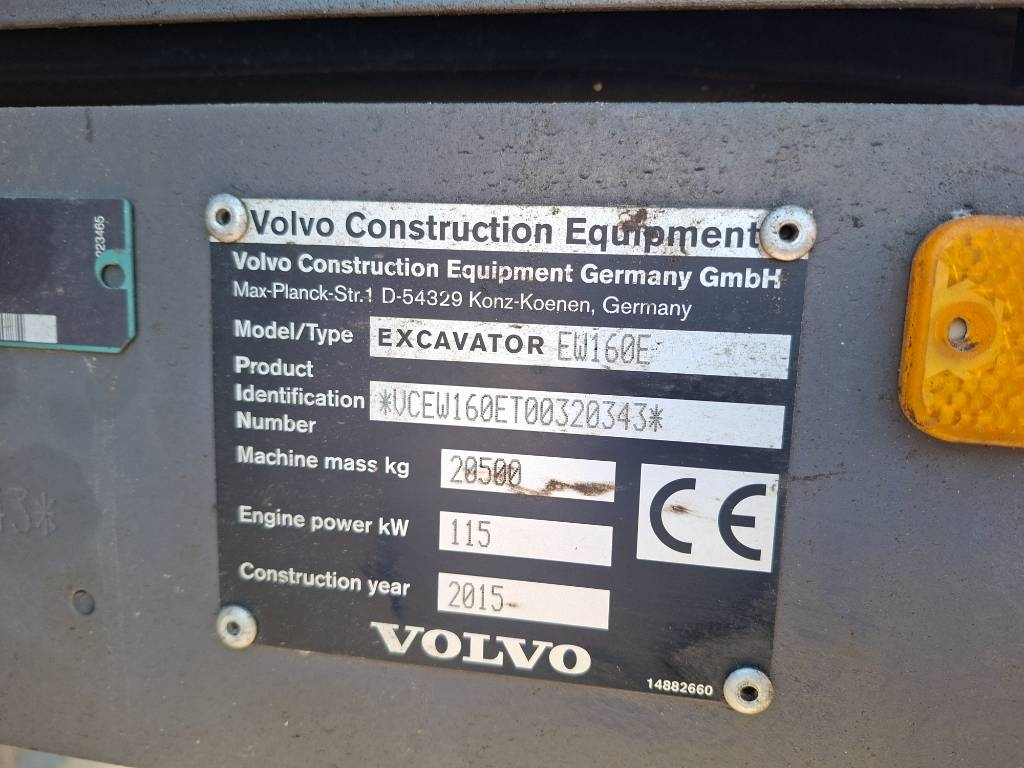 223465
Volvo Construction Equipment
Volvo Construction Equipment Germany GmbH
Max-Planck-Str.1 D-54329 Konz-Koenen, Germany
Model/Type EXCAVATOR EW160E
Product
Identification *VCEW160ET00320343*
Number
Machine mass kg 20500
Engine power kW 115
CE
Construction year 2015
VOLVO
14882660
43*